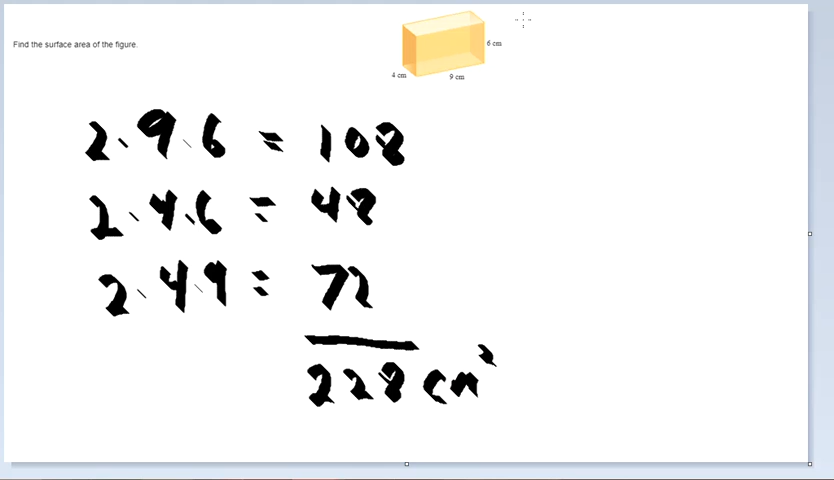 Find the surface area of the figure.
6 cm
4 cm
9 cm
2 · 9 · 6 = 108
2 · 4 · 6 = 48
2 · 4 · 9 = 72
228 cm²